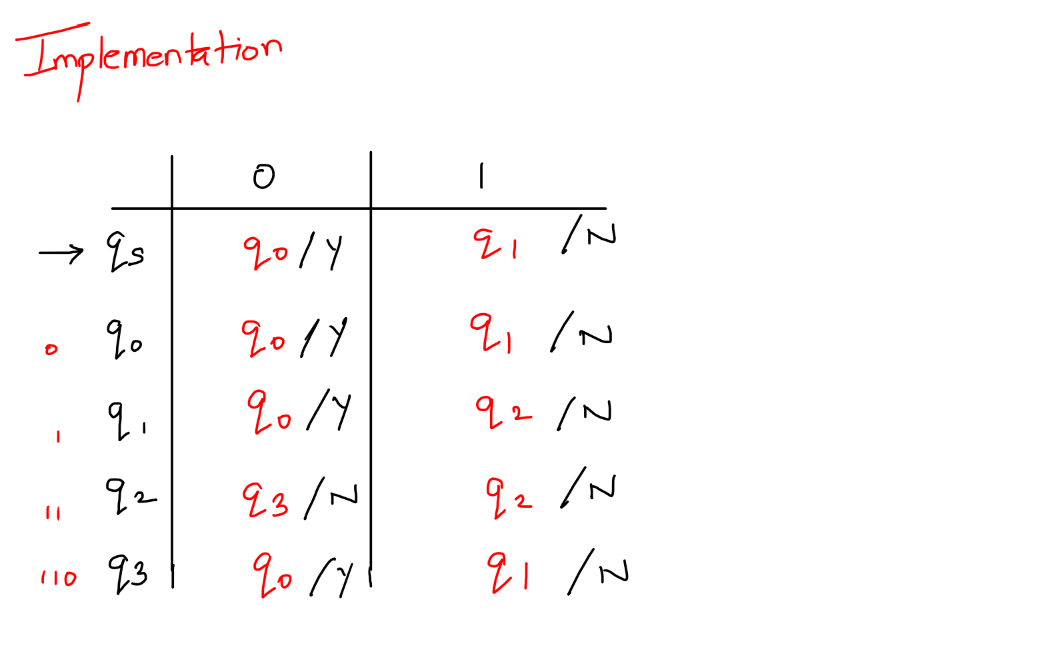 Implementation
0 1
→ qs q0/Y q1/N
0 q0 q0/Y q1/N
1 q1 q0/Y q2/N
11 q2 q3/N q2/N
110 q3 q0/Y q1/N